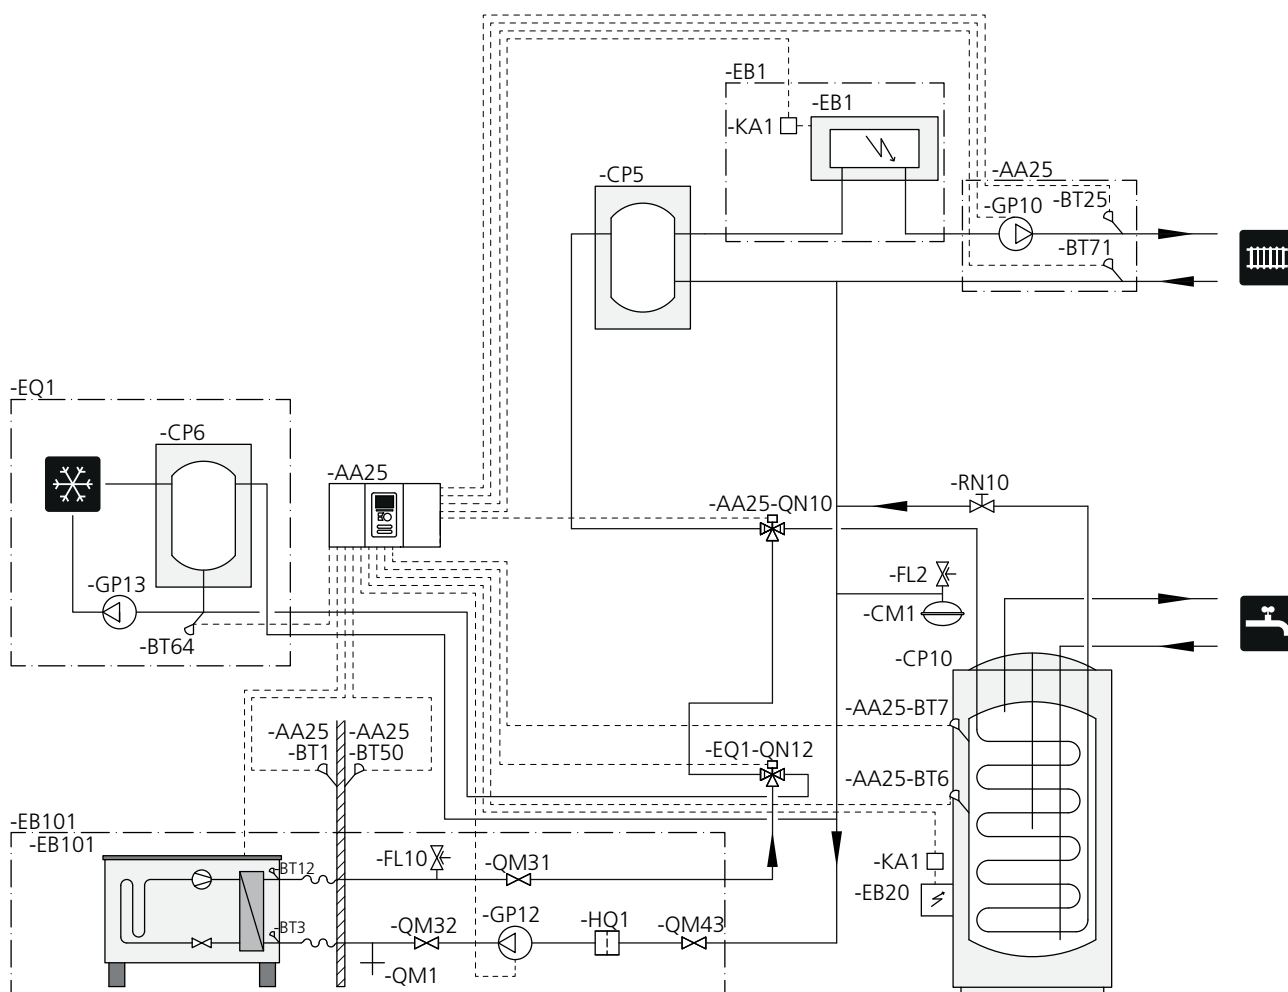 -EB1
-EB1
-KA1
-AA25
-CP5
-GP10
-BT25
-BT71
-EQ1
-CP6
-AA25
-RN10
-AA25-QN10
-FL2
-GP13
-CM1
-BT64
-CP10
-AA25-BT7
-AA25
-AA25
-BT1
-BT50
-EQ1-QN12
-AA25-BT6
-EB101
-EB101
-BT12
-FL10
-QM31
-KA1
-EB20
-GP12
-HQ1
-QM32
-QM43
-BT3
-QM1